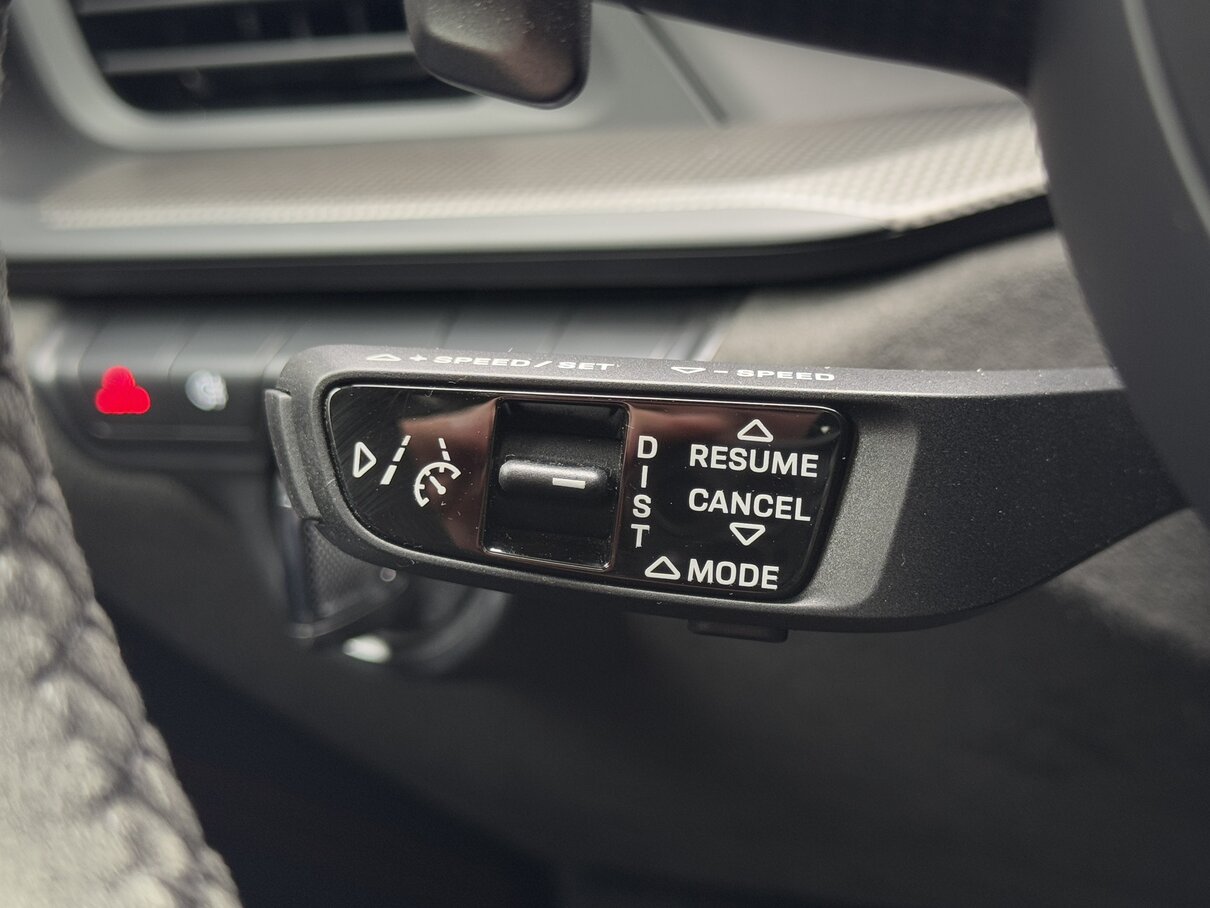 + SPEED / SET
- SPEED
DIST
RESUME
CANCEL
MODE